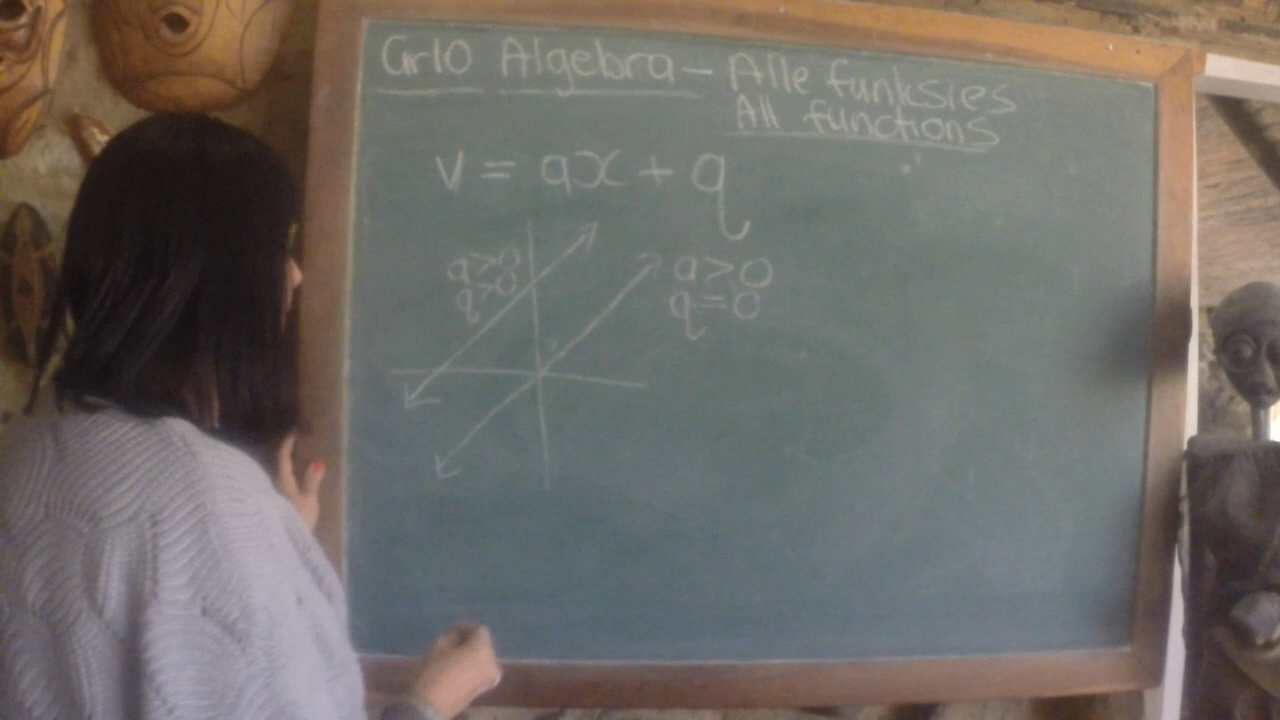 Gr10 Algebra - Alle funksies
All functions
y = ax + q
a>0
q>0
a>0
q=0